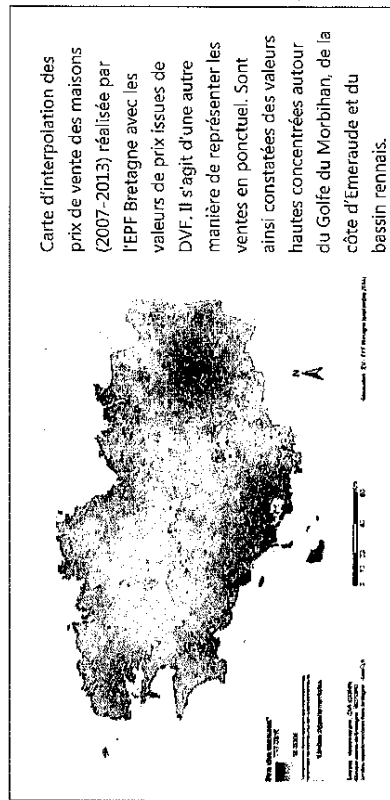 Carte d'interpolation des
prix de vente des maisons
(2007-2013) réalisée par
l'EPF Bretagne avec les
valeurs de prix issues de
DVF. Il s'agit d'une autre
manière de représenter les
ventes en ponctuel. Sont
ainsi constatées des valeurs
hautes concentrées autour
du Golfe du Morbihan, de la
côte d'Emeraude et du
bassin rennais.
N